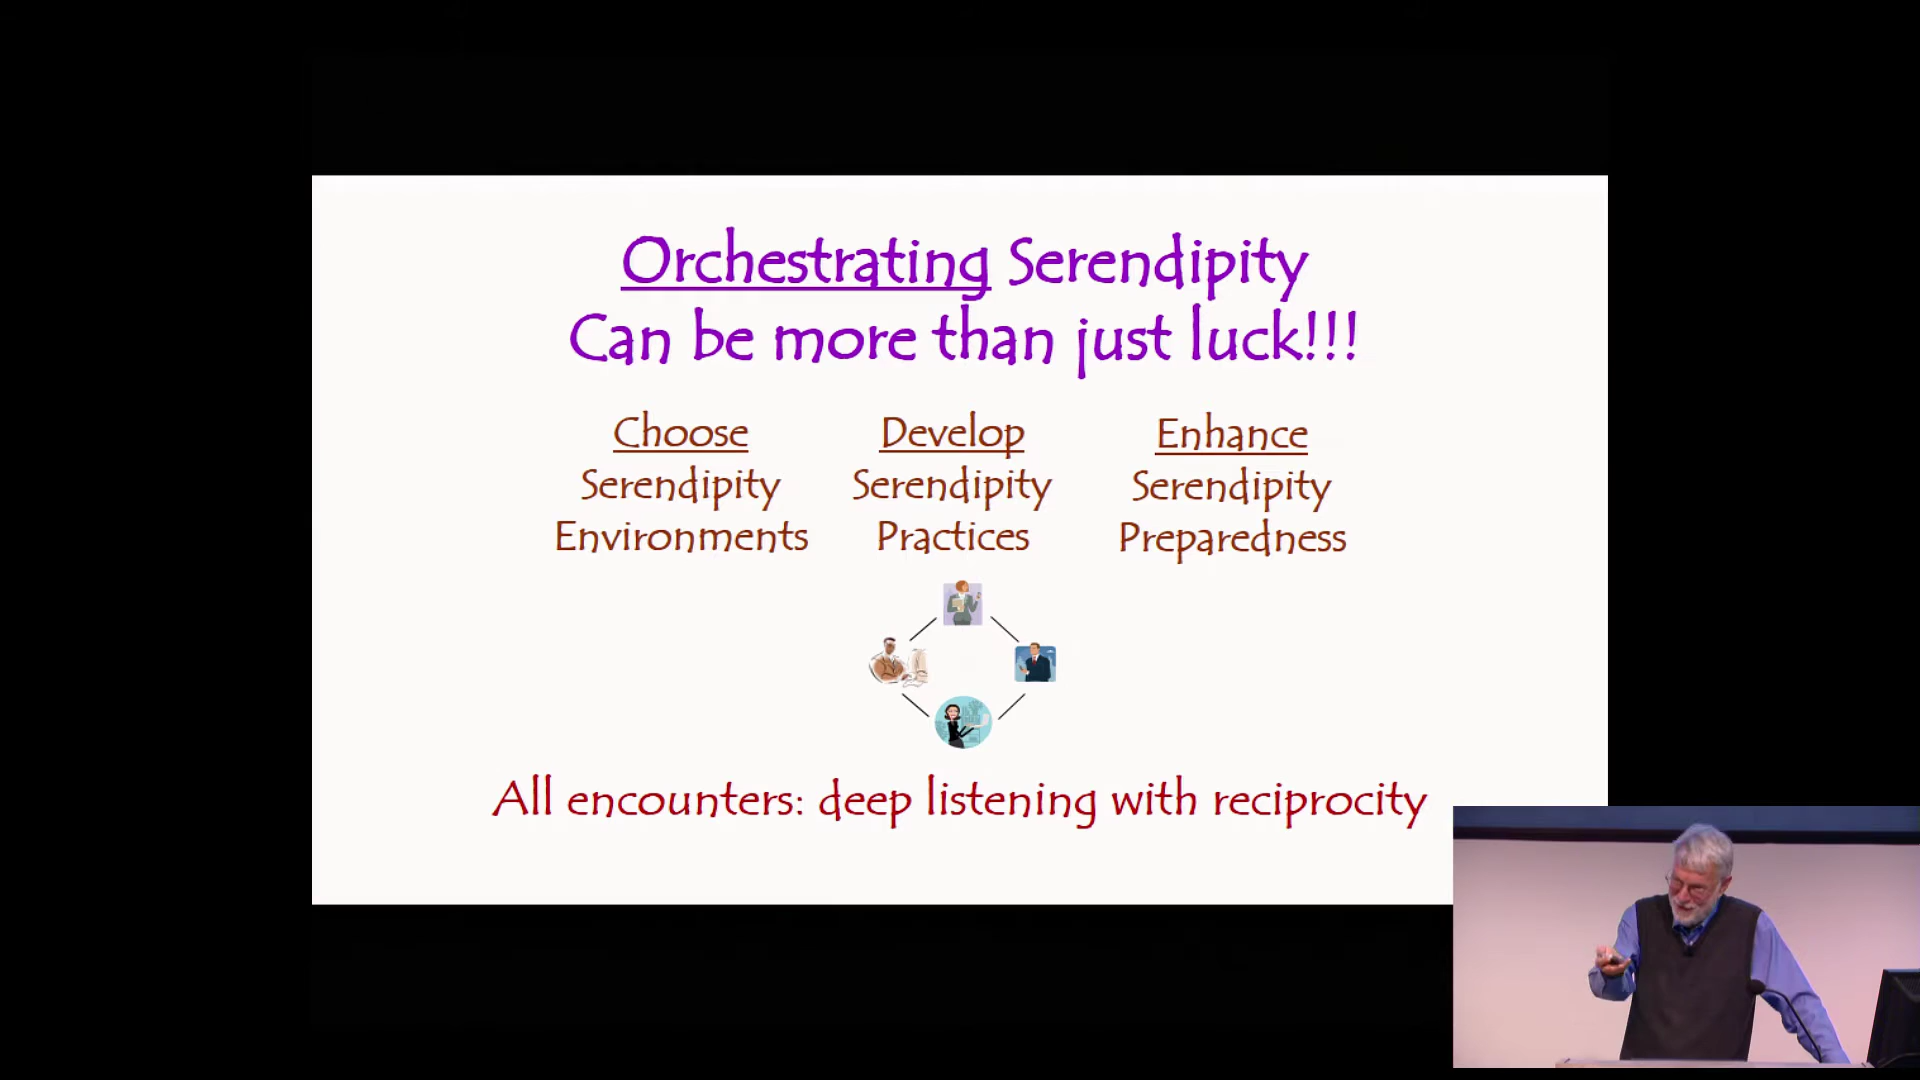 Orchestrating Serendipity
Can be more than just luck!!!
Choose
Serendipity
Environments
Develop
Serendipity
Practices
Enhance
Serendipity
Preparedness
All encounters: deep listening with reciprocity